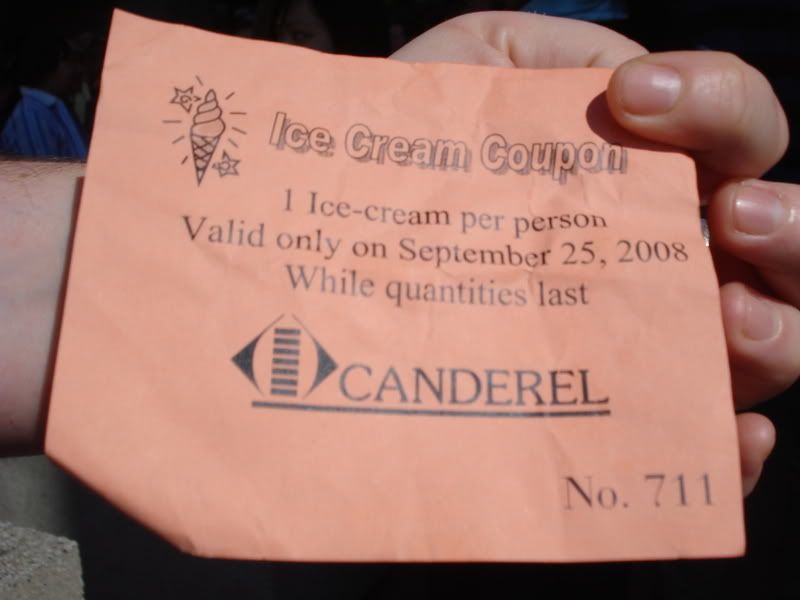 Ice Cream Coupon
1 Ice-cream per person
Valid only on September 25, 2008
While quantities last
CANDEREL
No. 711